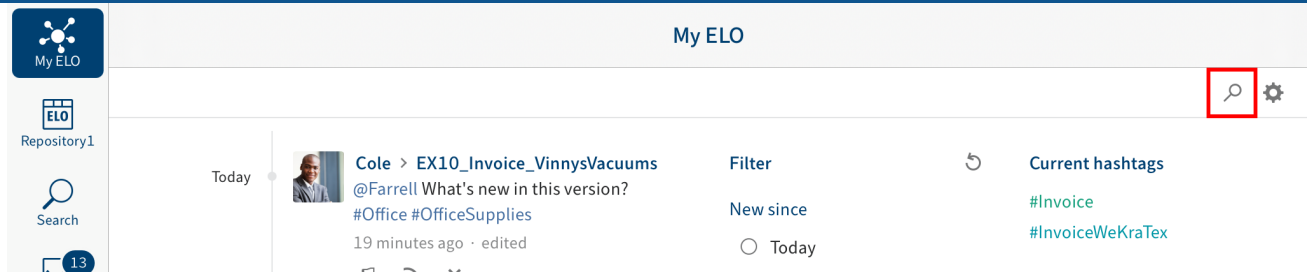 My ELO
My ELO
ELO
Repository1
Search
13
Today
Cole > EX10_Invoice_VinnysVacuums
@Farrell What's new in this version?
#Office #OfficeSupplies
19 minutes ago · edited
Filter
New since
Today
Current hashtags
#Invoice
#InvoiceWeKraTex